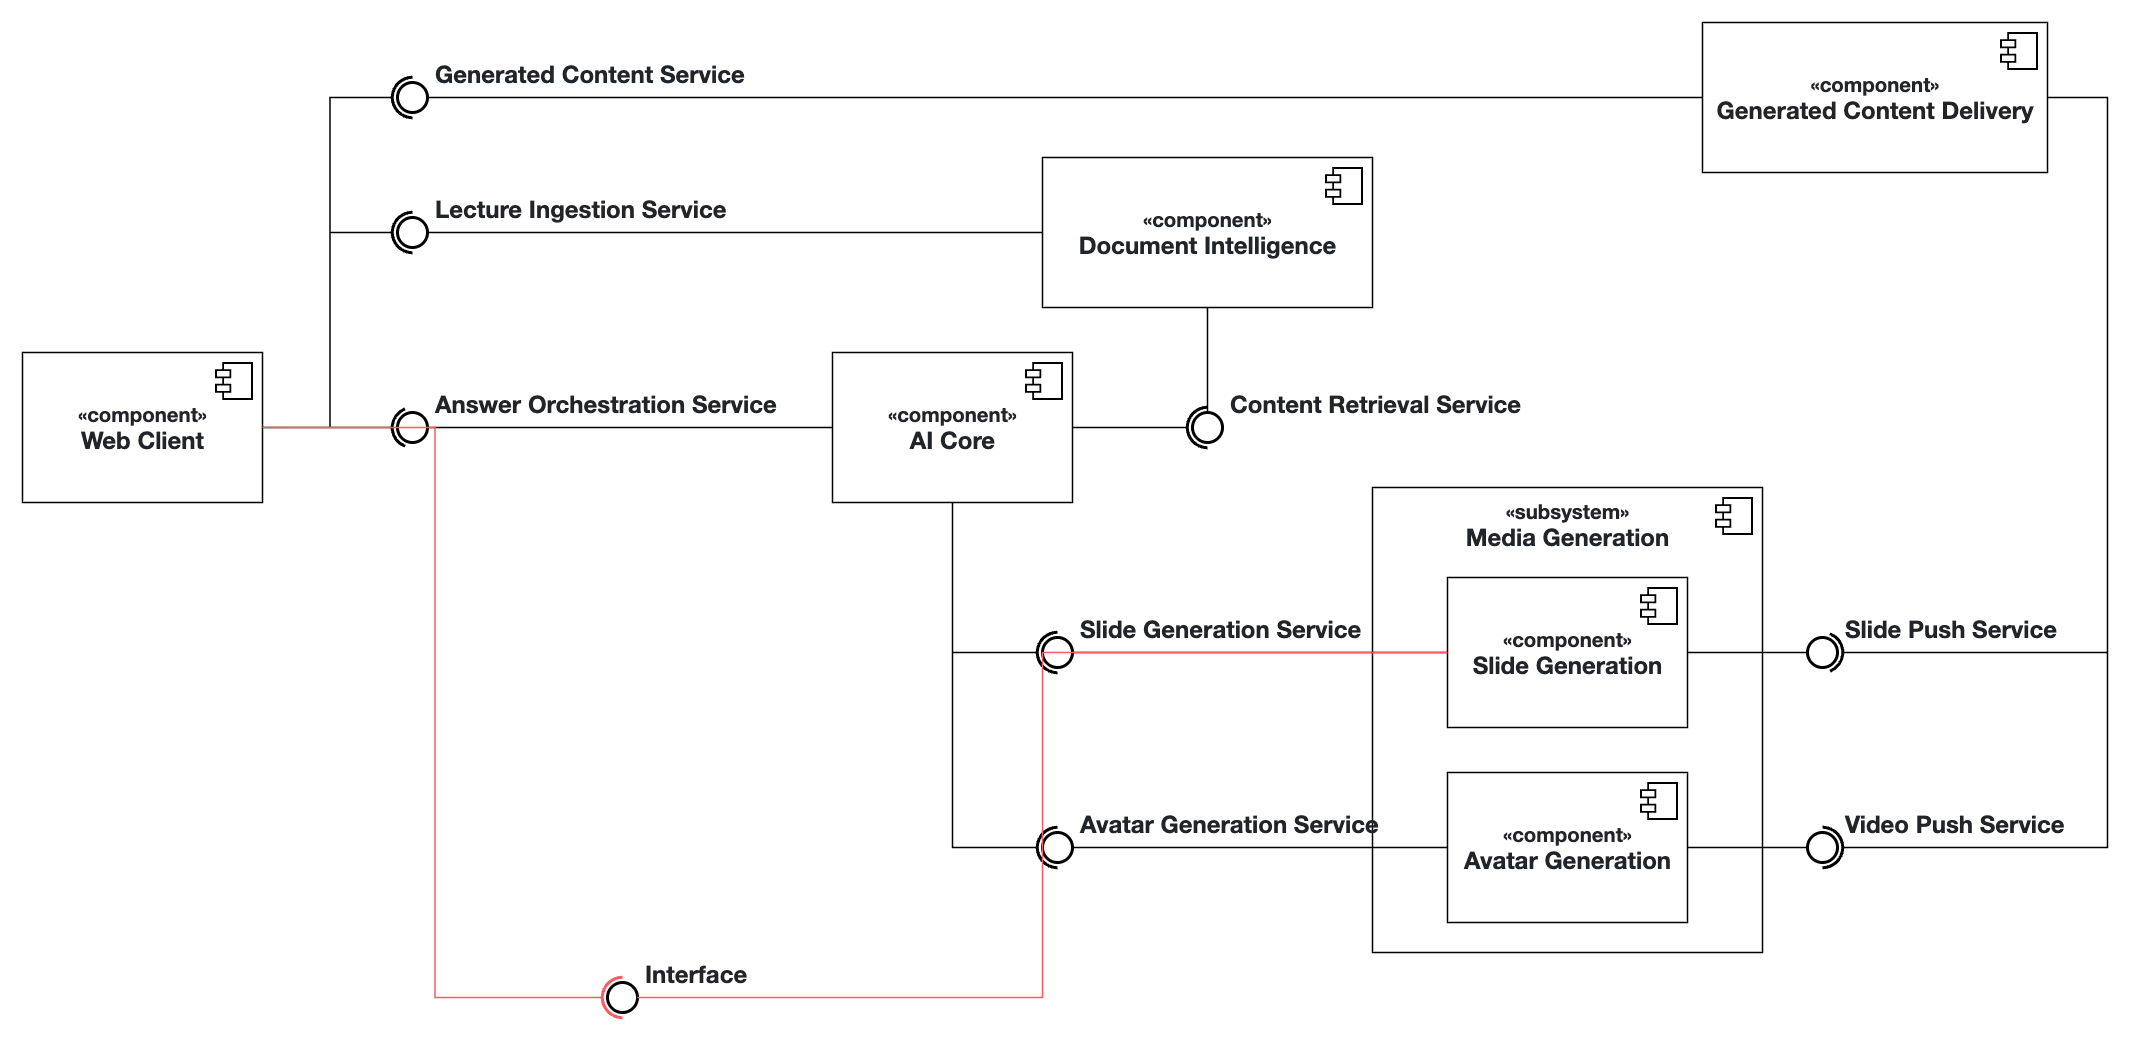 Generated Content Service
«component»
Generated Content Delivery
Lecture Ingestion Service
«component»
Document Intelligence
«component»
Web Client
Answer Orchestration Service
«component»
AI Core
Content Retrieval Service
«subsystem»
Media Generation
Slide Generation Service
«component»
Slide Generation
Slide Push Service
Avatar Generation Service
«component»
Avatar Generation
Video Push Service
Interface